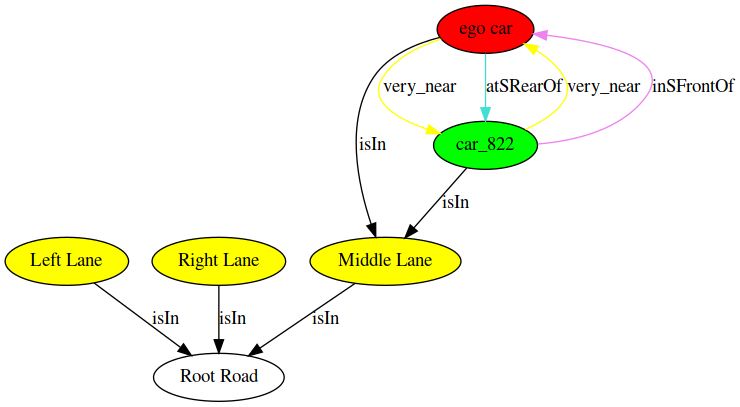 ego car
very_near
atSRearOf
very_near
inSFrontOf
isIn
car_822
isIn
Left Lane
Right Lane
Middle Lane
isIn
isIn
isIn
Root Road